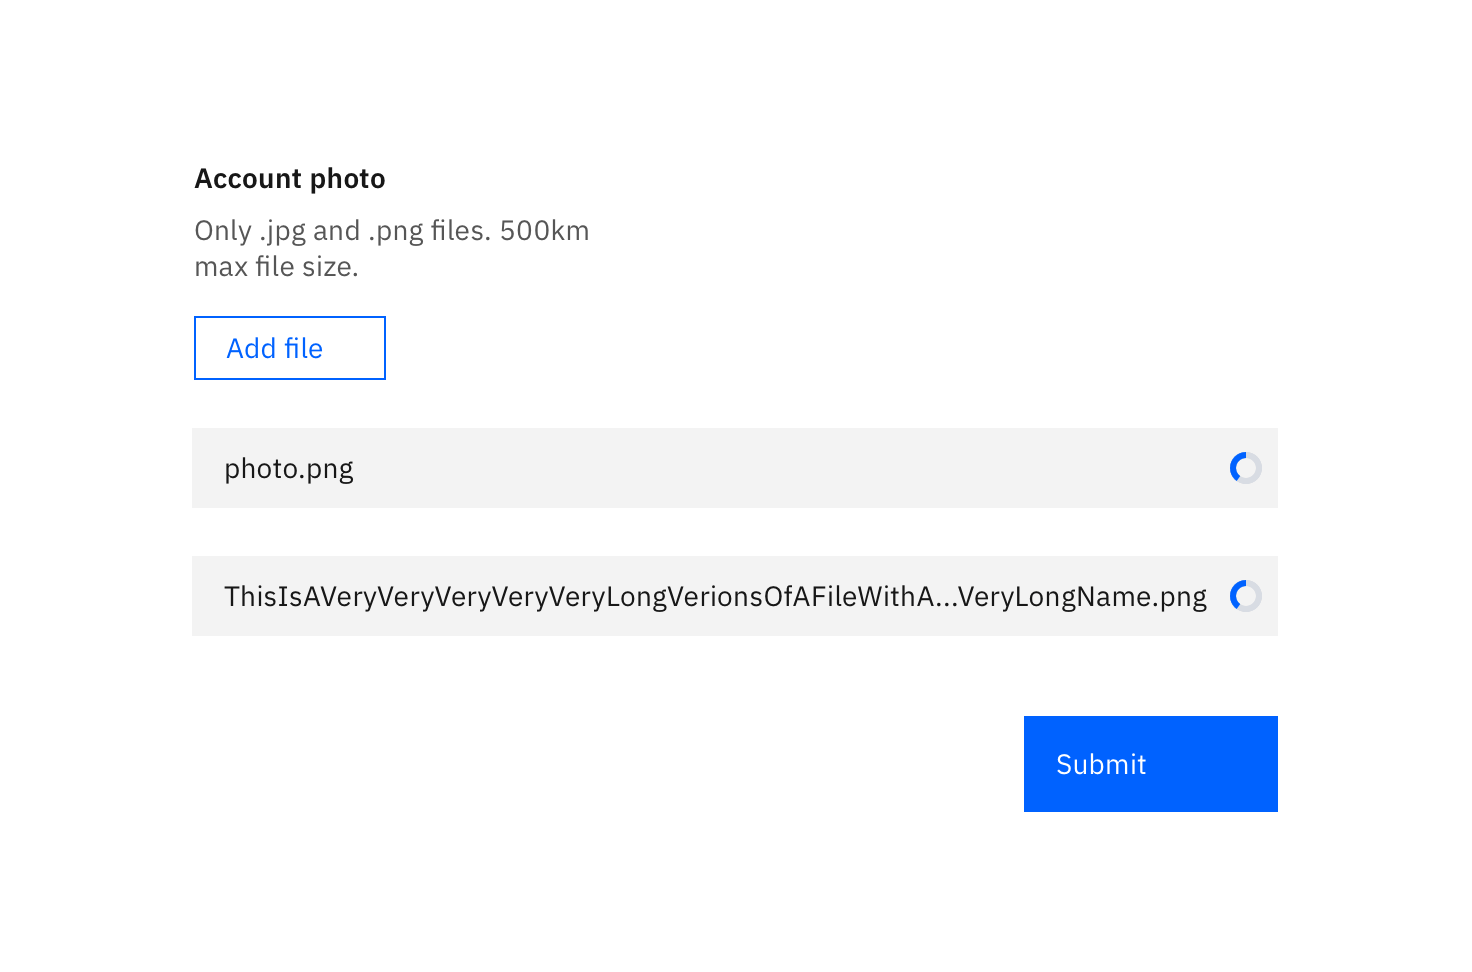 Account photo
Only .jpg and .png files. 500km
max file size.
Add file
photo.png
ThisIsAVeryVeryVeryVeryVeryLongVerionsOfAFileWithA...VeryLongName.png
Submit